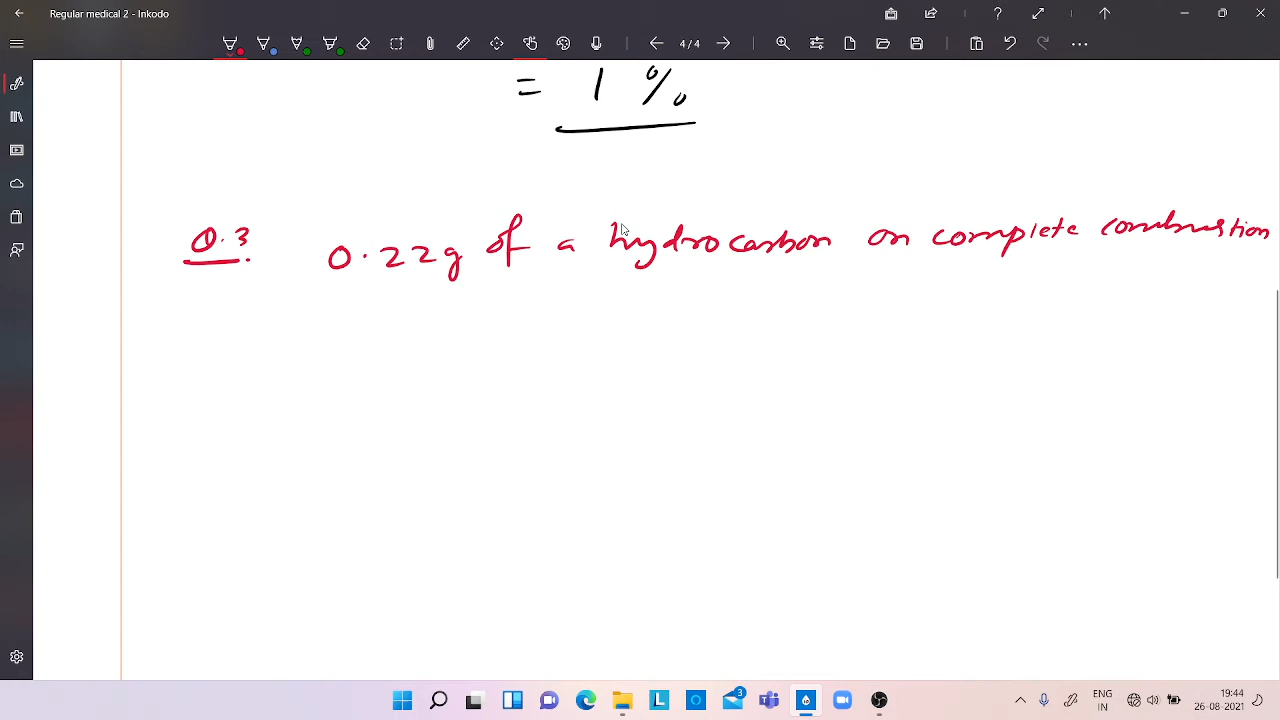 Regular medical 2 - Inkodo
4/4
= 1 %
Q.3 0.22g of a hydrocarbon on complete combustion
3
ENG
IN
19:44
26-08-2021